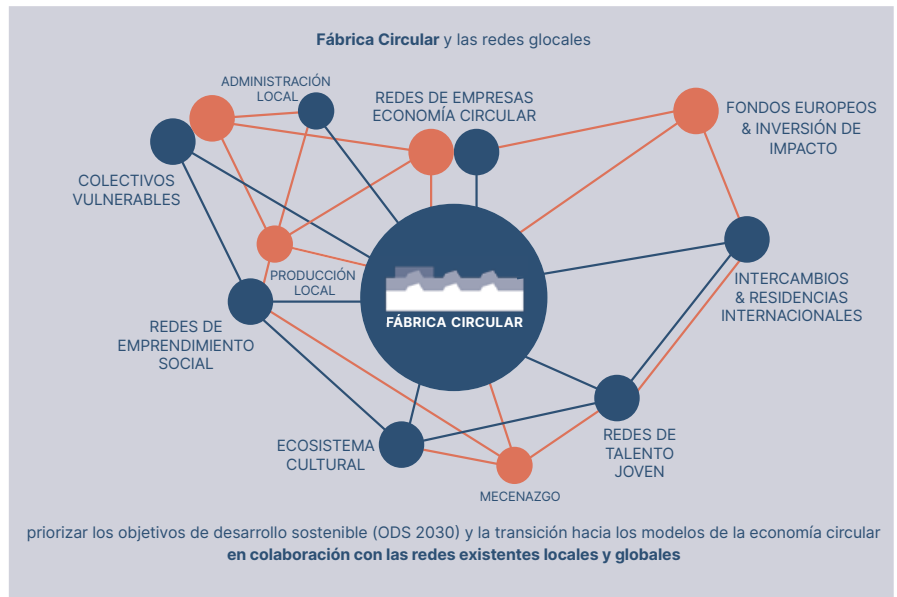 Fábrica Circular y las redes glocales
ADMINISTRACIÓN
LOCAL
REDES DE EMPRESAS
ECONOMÍA CIRCULAR
FONDOS EUROPEOS
& INVERSIÓN DE
IMPACTO
COLECTIVOS
VULNERABLES
PRODUCCIÓN
LOCAL
INTERCAMBIOS
& RESIDENCIAS
INTERNACIONALES
FÁBRICA CIRCULAR
REDES DE
EMPRENDIMIENTO
SOCIAL
ECOSISTEMA
CULTURAL
REDES DE
TALENTO
JOVEN
MECENAZGO
priorizar los objetivos de desarrollo sostenible (ODS 2030) y la transición hacia los modelos de la economía circular
en colaboración con las redes existentes locales y globales